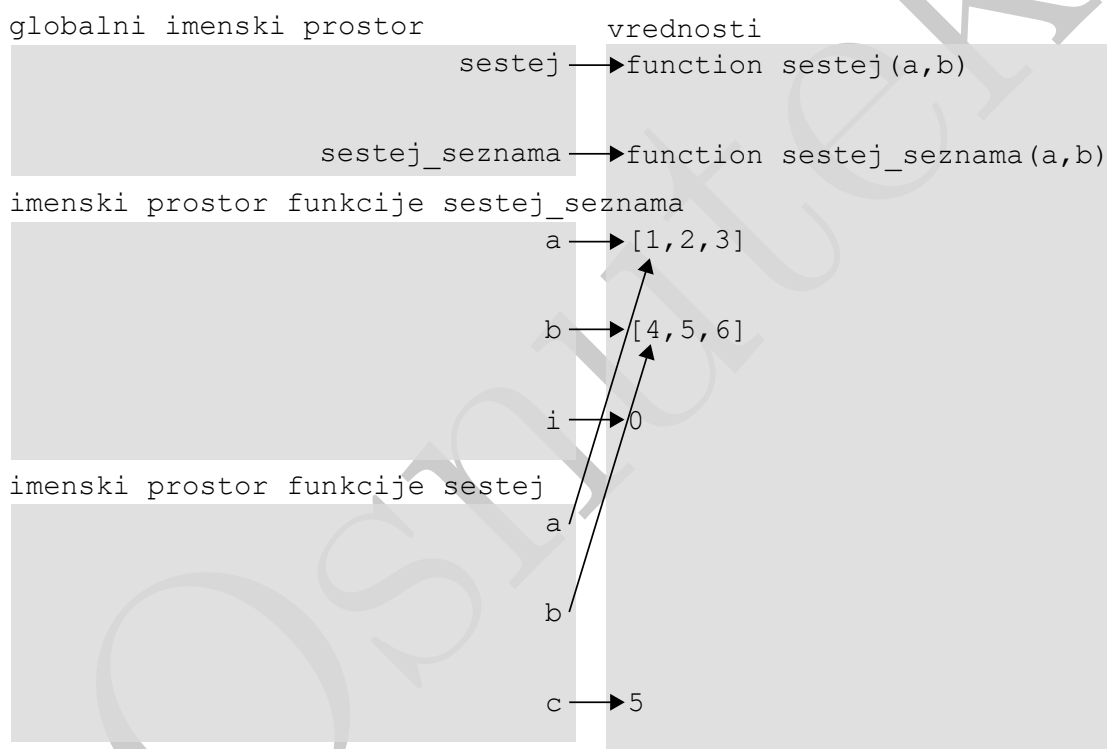 globalni imenski prostor
vrednosti
sestej
function sestej(a,b)
sestej_seznama
function sestej_seznama(a,b)
imenski prostor funkcije sestej_seznama
a
[1,2,3]
b
[4,5,6]
i
0
imenski prostor funkcije sestej
a
b
c
5
Osnutek